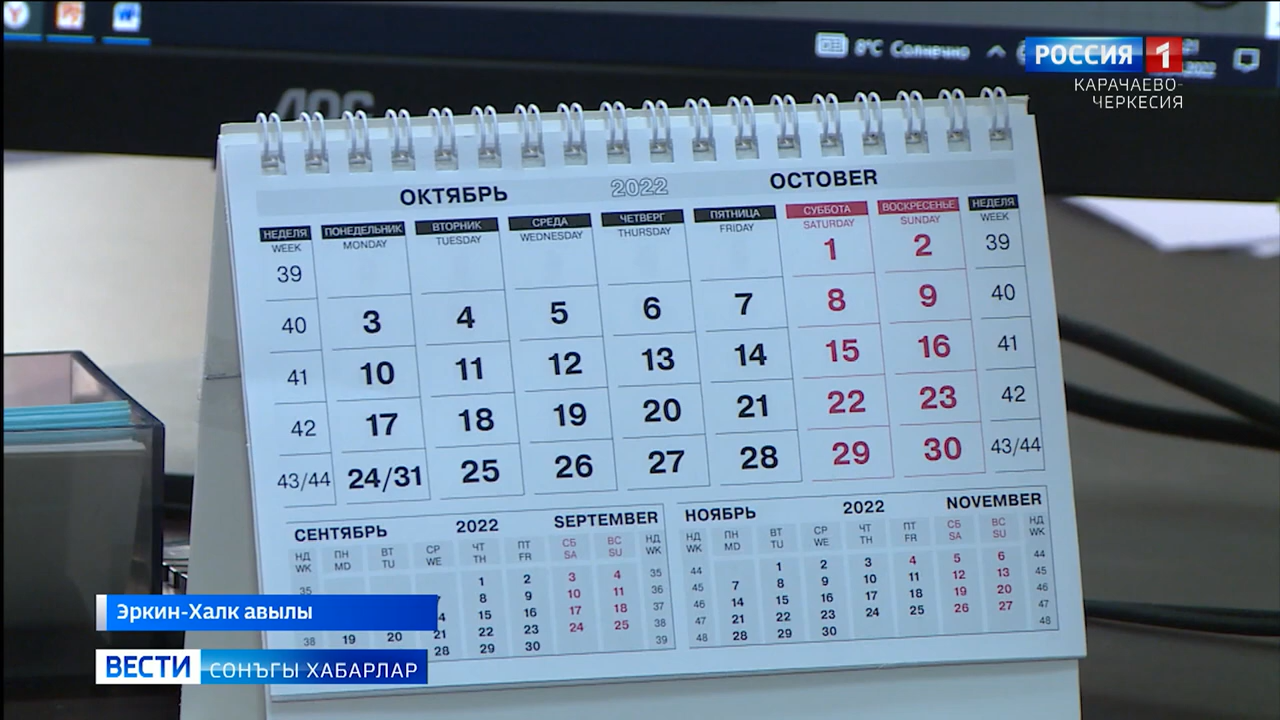 8°C Солнечно
РОССИЯ 1
КАРАЧАЕВО-
ЧЕРКЕСИЯ
AOC
ОКТЯБРЬ 2022 OCTOBER
НЕДЕЛЯ ПОНЕДЕЛЬНИК ВТОРНИК СРЕДА ЧЕТВЕРГ ПЯТНИЦА СУББОТА ВОСКРЕСЕНЬЕ НЕДЕЛЯ
WEEK MONDAY TUESDAY WEDNESDAY THURSDAY FRIDAY SATURDAY SUNDAY WEEK
39 1 2 39
40 3 4 5 6 7 8 9 40
41 10 11 12 13 14 15 16 41
42 17 18 19 20 21 22 23 42
43/44 24/31 25 26 27 28 29 30 43/44
СЕНТЯБРЬ 2022 SEPTEMBER
НД ПН ВТ СР ЧТ ПТ СБ ВС НД
WK MD TU WE TH FR SA SU WK
35 1 2 3 4 35
8 9 10 11 36
15 16 17 18 37
38 19 20 21 22 23 24 25 38
28 29 30 39
НОЯБРЬ 2022 NOVEMBER
НД ПН ВТ СР ЧТ ПТ СБ ВС НД
WK MD TU WE TH FR SA SU WK
44 1 2 3 4 5 6 44
45 7 8 9 10 11 12 13 45
46 14 15 16 17 18 19 20 46
47 21 22 23 24 25 26 27 47
48 28 29 30 48
Эркин-Халк авылы
ВЕСТИ СОНЪГЫ ХАБАРЛАР